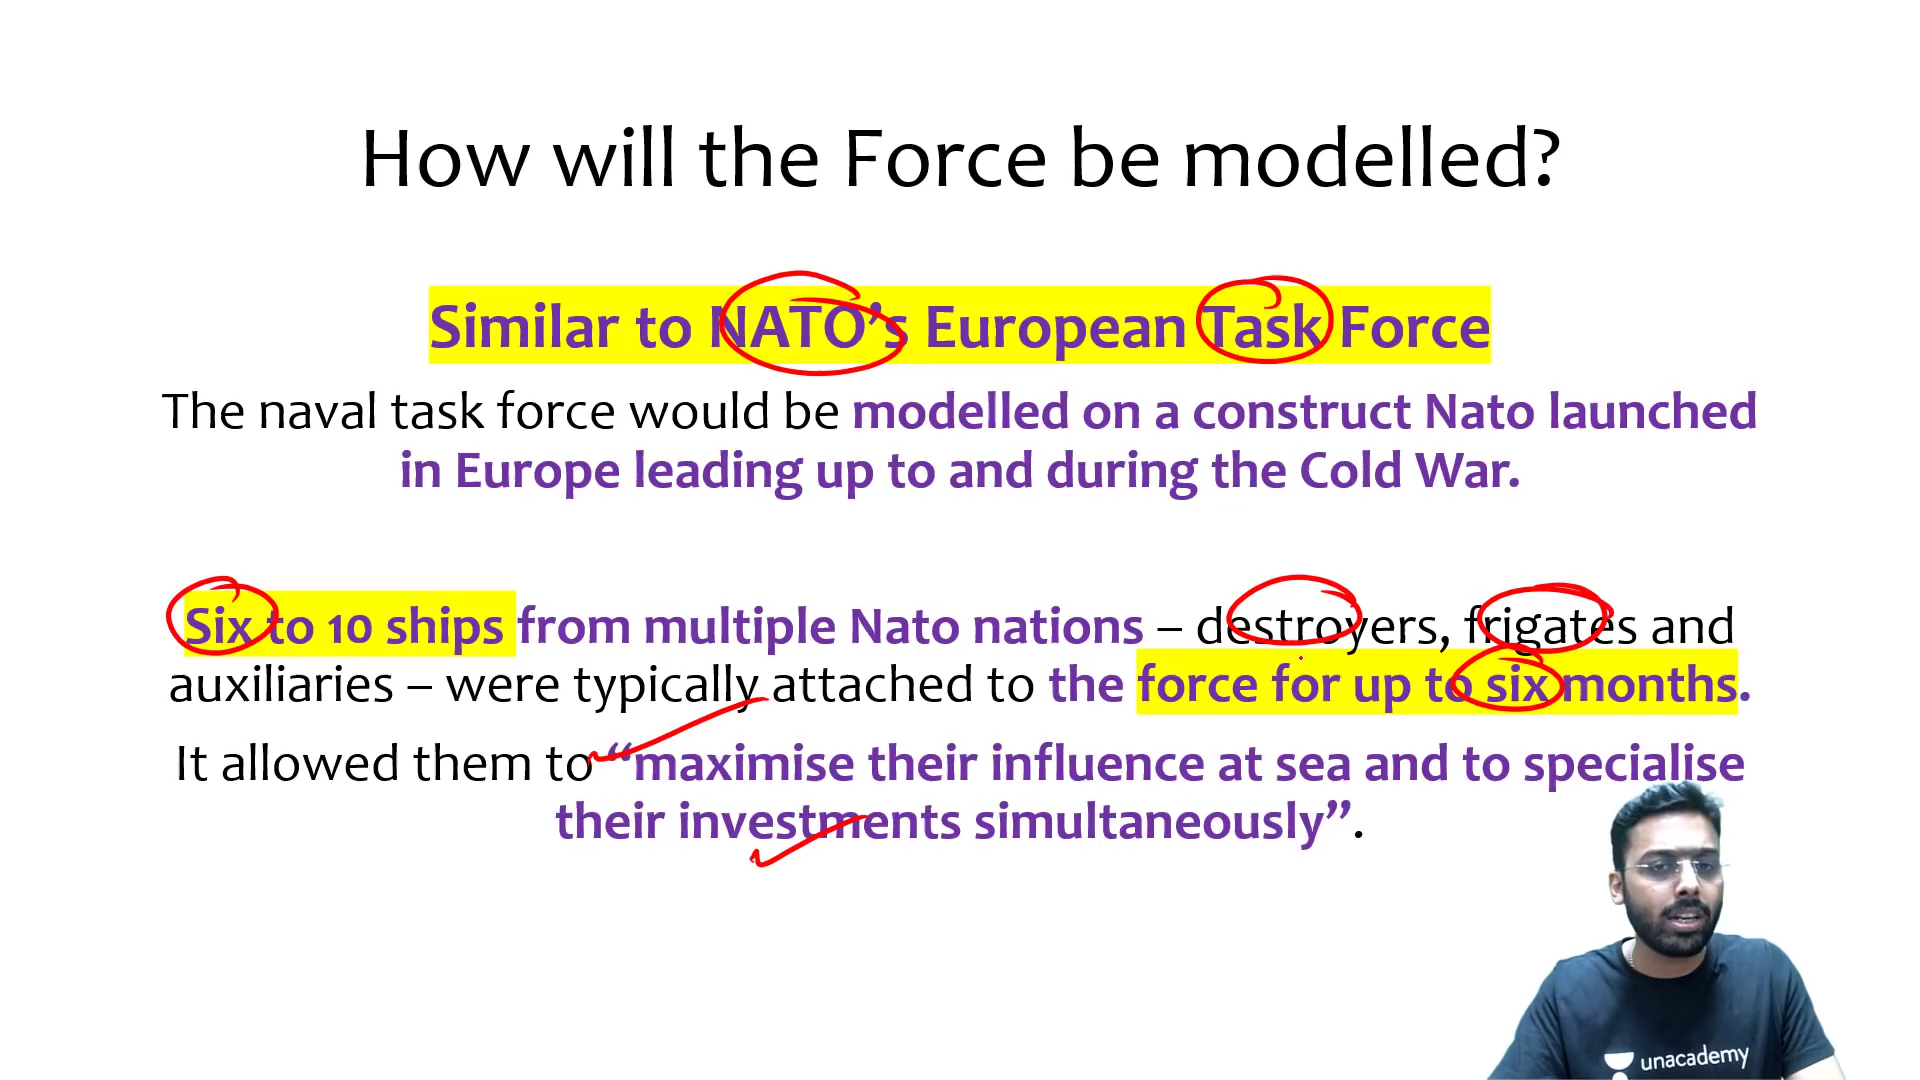 How will the Force be modelled?
Similar to NATO’s European Task Force
The naval task force would be modelled on a construct Nato launched
in Europe leading up to and during the Cold War.
Six to 10 ships from multiple Nato nations – destroyers, frigates and
auxiliaries – were typically attached to the force for up to six months.
It allowed them to “maximise their influence at sea and to specialise
their investments simultaneously”.
unacademy